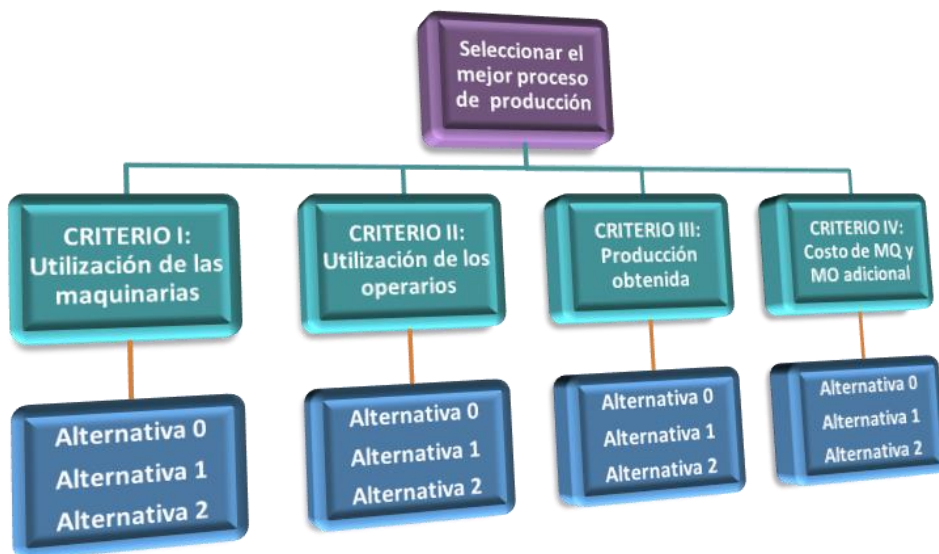 Seleccionar el
mejor proceso
de producción
CRITERIO I:
Utilización de las
maquinarias
CRITERIO II:
Utilización de los
operarios
CRITERIO III:
Producción
obtenida
CRITERIO IV:
Costo de MQ y
MO adicional
Alternativa 0
Alternativa 1
Alternativa 2
Alternativa 0
Alternativa 1
Alternativa 2
Alternativa 0
Alternativa 1
Alternativa 2
Alternativa 0
Alternativa 1
Alternativa 2